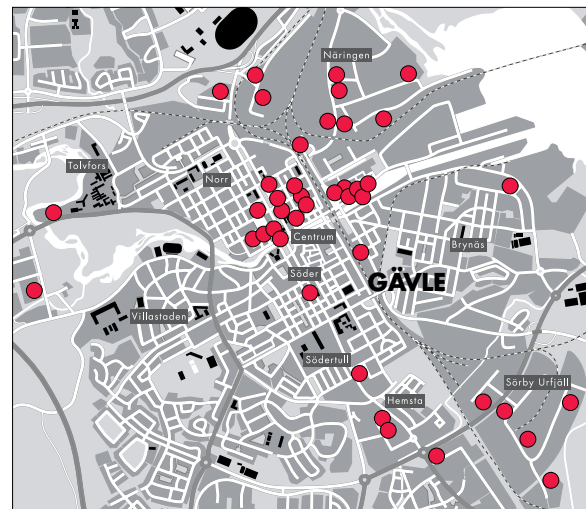 Näringen
Tolvfors
Norr
Centrum
Brynäs
Söder
GÄVLE
Villastaden
Södertull
Sörby Urfjäll
Hemsta